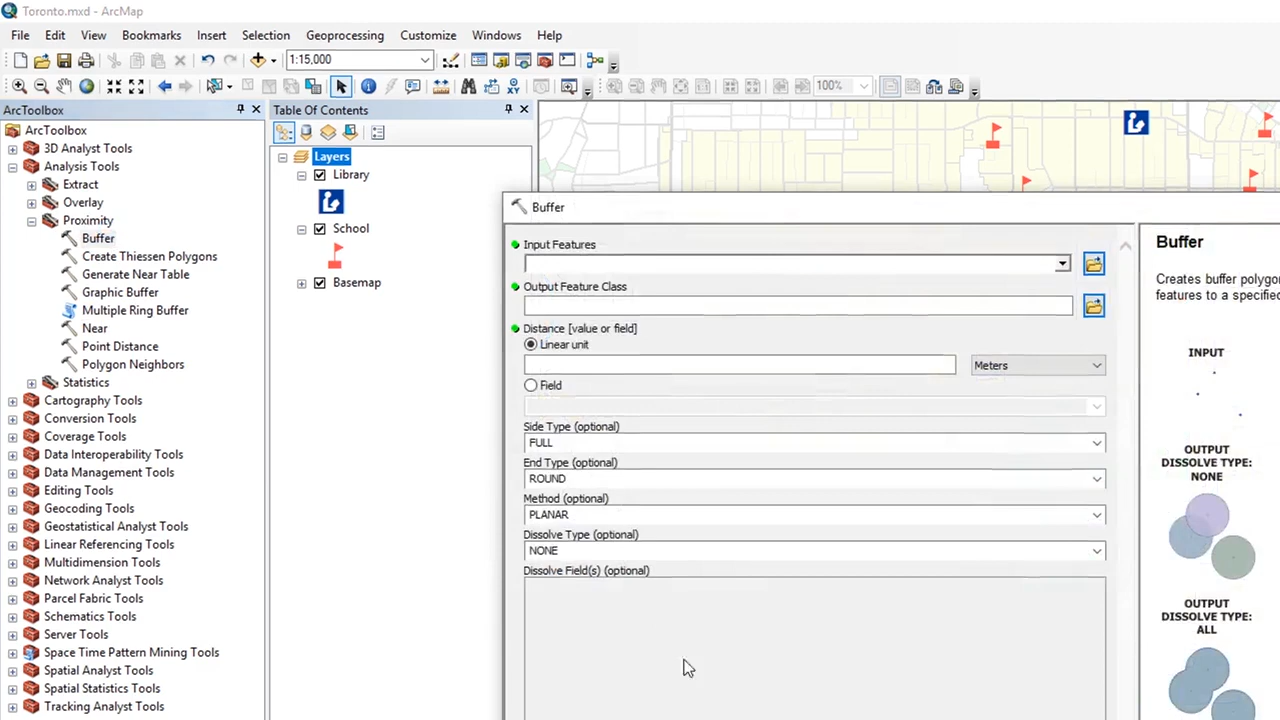 Toronto.mxd - ArcMap
File Edit View Bookmarks Insert Selection Geoprocessing Customize Windows Help
1:15,000
100%
ArcToolbox
ArcToolbox
3D Analyst Tools
Analysis Tools
Extract
Overlay
Proximity
Buffer
Create Thiessen Polygons
Generate Near Table
Graphic Buffer
Multiple Ring Buffer
Near
Point Distance
Polygon Neighbors
Statistics
Cartography Tools
Conversion Tools
Coverage Tools
Data Interoperability Tools
Data Management Tools
Editing Tools
Geocoding Tools
Geostatistical Analyst Tools
Linear Referencing Tools
Multidimension Tools
Network Analyst Tools
Parcel Fabric Tools
Schematics Tools
Server Tools
Space Time Pattern Mining Tools
Spatial Analyst Tools
Spatial Statistics Tools
Tracking Analyst Tools
Table Of Contents
Layers
Library
School
Basemap
Buffer
Input Features
Output Feature Class
Distance [value or field]
Linear unit
Meters
Field
Side Type (optional)
FULL
End Type (optional)
ROUND
Method (optional)
PLANAR
Dissolve Type (optional)
NONE
Dissolve Field(s) (optional)
Buffer
Creates buffer polygo
features to a specifie
INPUT
OUTPUT
DISSOLVE TYPE:
NONE
OUTPUT
DISSOLVE TYPE:
ALL